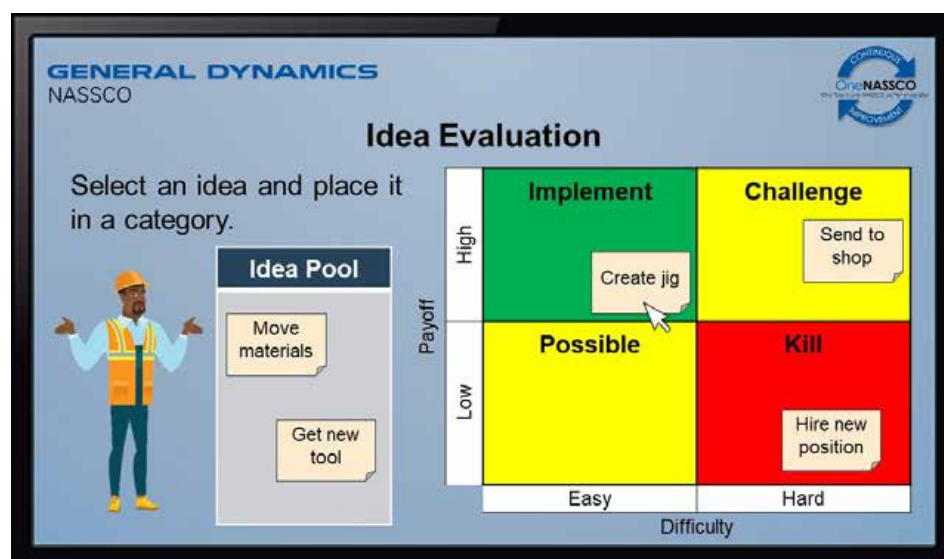 GENERAL DYNAMICS
NASSCO
CONTINUOUS
OneNASSCO
IMPROVEMENT
Idea Evaluation
Select an idea and place it
in a category.
Idea Pool
Move
materials
Get new
tool
Payoff
High
Low
Implement
Create jig
Challenge
Send to
shop
Possible
Kill
Hire new
position
Easy
Hard
Difficulty